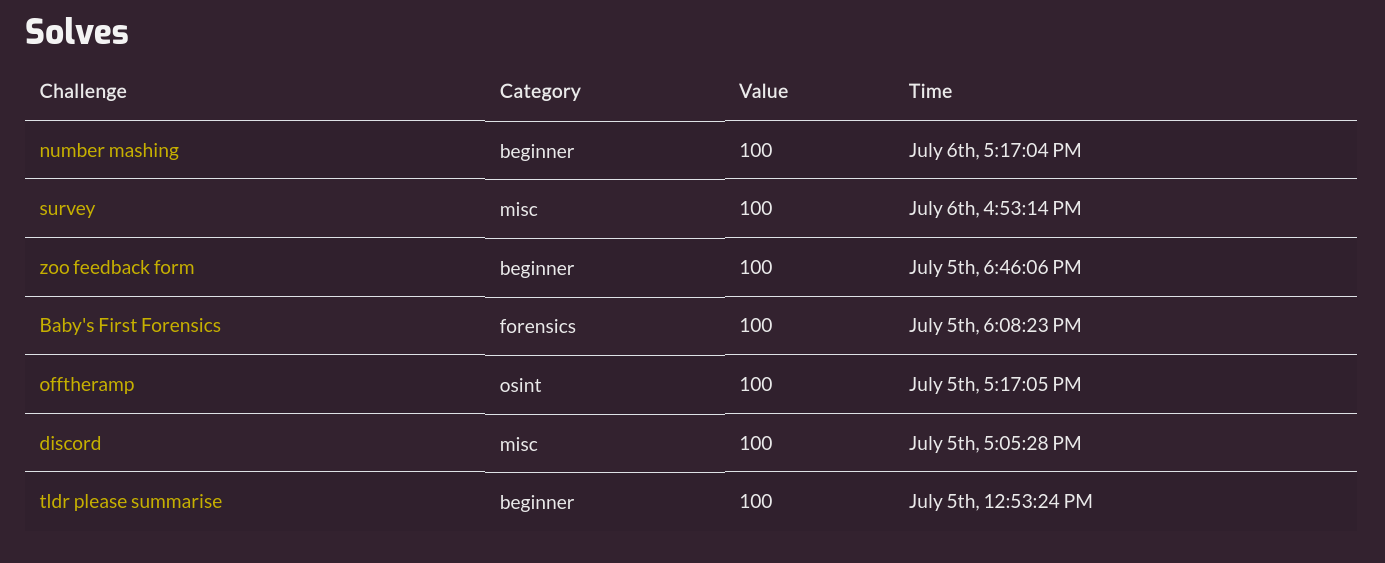 Solves
Challenge Category Value Time
number mashing beginner 100 July 6th, 5:17:04 PM
survey misc 100 July 6th, 4:53:14 PM
zoo feedback form beginner 100 July 5th, 6:46:06 PM
Baby's First Forensics forensics 100 July 5th, 6:08:23 PM
offtheramp osint 100 July 5th, 5:17:05 PM
discord misc 100 July 5th, 5:05:28 PM
tldr please summarise beginner 100 July 5th, 12:53:24 PM